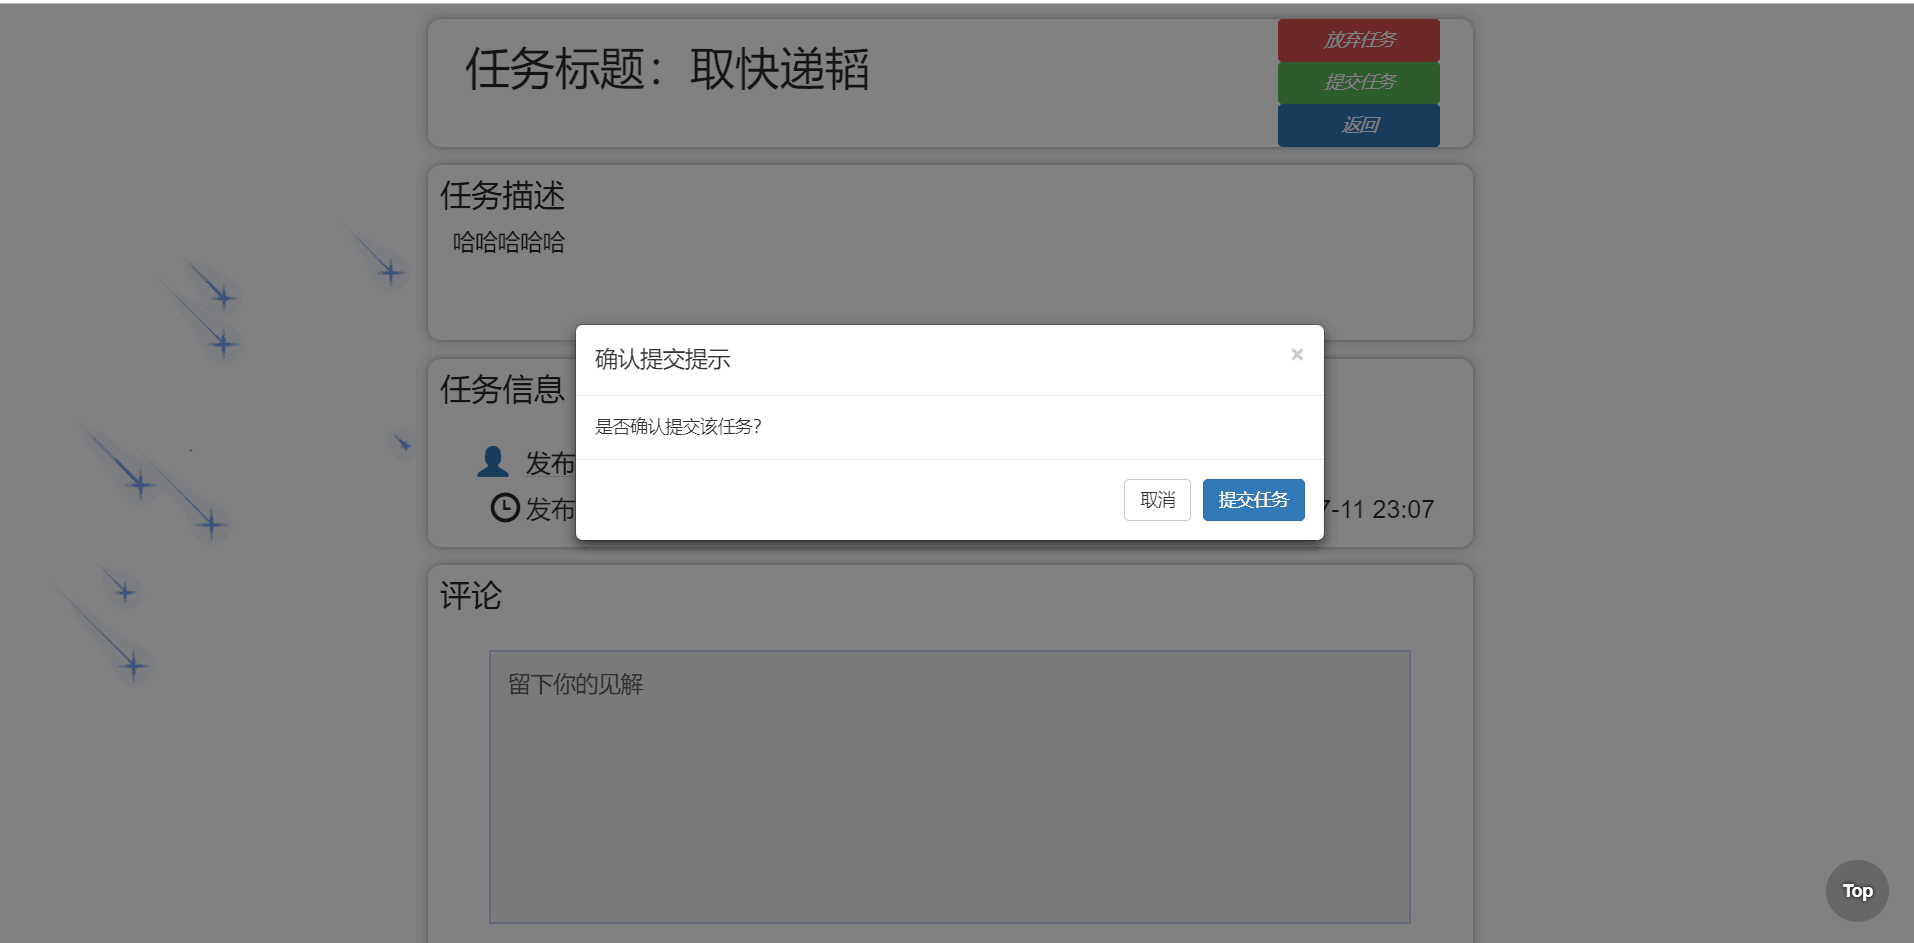 任务标题：取快递韬
放弃任务
提交任务
返回
任务描述
哈哈哈哈哈
确认提交提示
×
是否确认提交该任务?
取消
提交任务
任务信息
发布
发布
7-11 23:07
评论
留下你的见解
Top